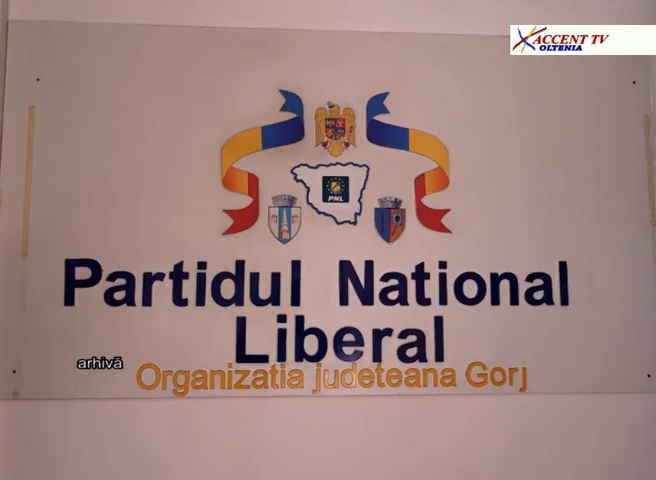 ACCENT TV
OLTENIA
PNL
Partidul National
Liberal
arhivă
Organizatia judeteana Gorj